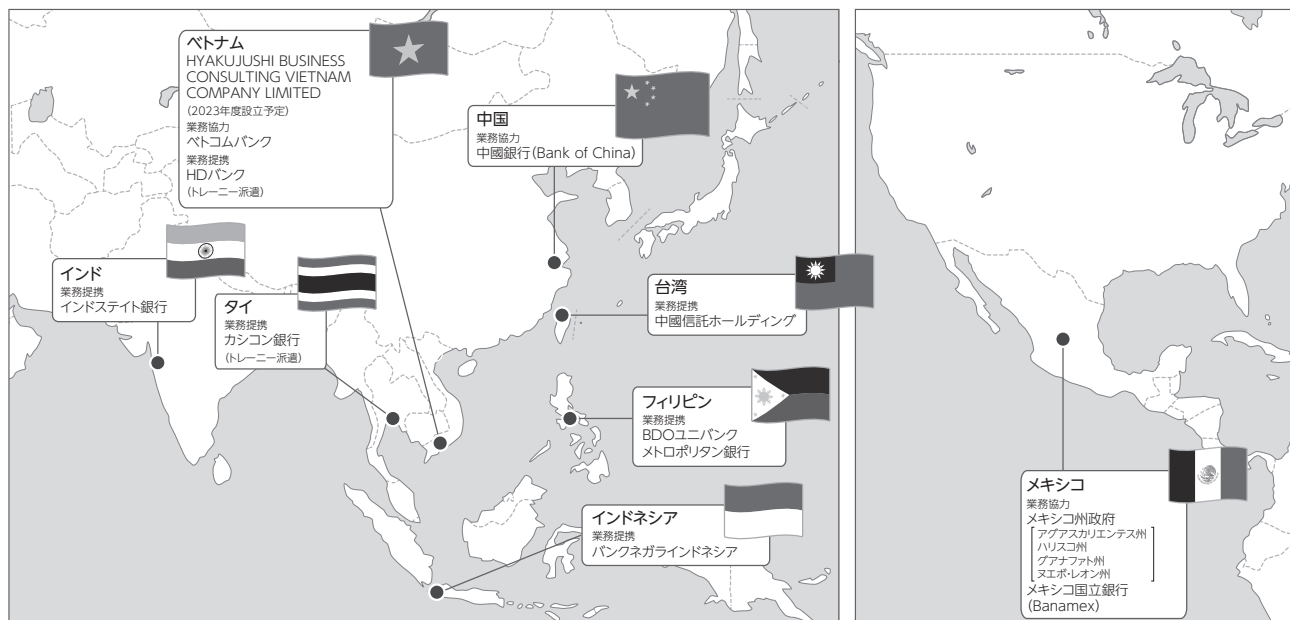 ベトナム
HYAKUJUSHI BUSINESS
CONSULTING VIETNAM
COMPANY LIMITED
(2023年度設立予定)
業務協力
ベトコムバンク
業務提携
HDバンク
(トレーニー派遣)
中国
業務協力
中國銀行(Bank of China)
インド
業務提携
インドステイト銀行
タイ
業務提携
カシコン銀行
(トレーニー派遣)
台湾
業務提携
中國信託ホールディング
フィリピン
業務提携
BDOユニバンク
メトロポリタン銀行
インドネシア
業務提携
バンクネガラインドネシア
メキシコ
業務協力
メキシコ州政府
アグアスカリエンテス州
ハリスコ州
グアナファト州
ヌエボ・レオン州
メキシコ国立銀行
(Banamex)